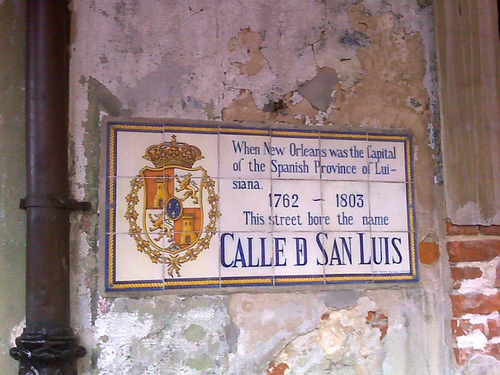 When New Orleans was the Capital
of the Spanish Province of Lui-
siana.
1762 - 1803
This street bore the name
CALLE D SAN LUIS